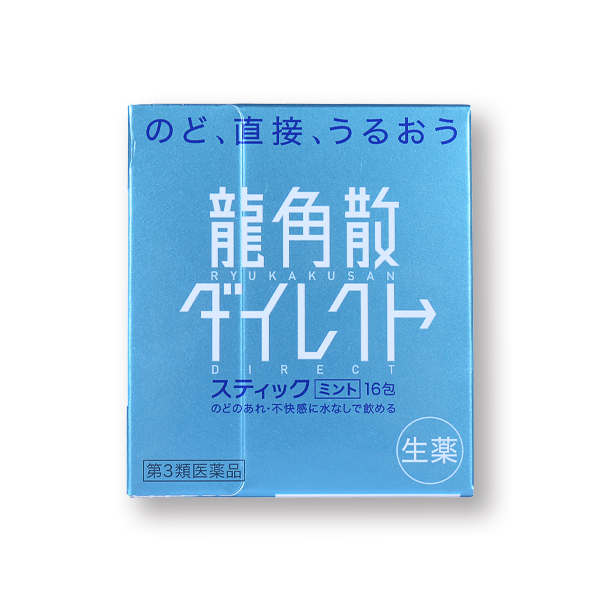 のど、直接、うるおう
龍角散
RYUKAKUSAN
ダイレクト
DIRECT
スティック ミント 16包
のどのあれ・不快感に水なしで飲める
生薬
第3類医薬品